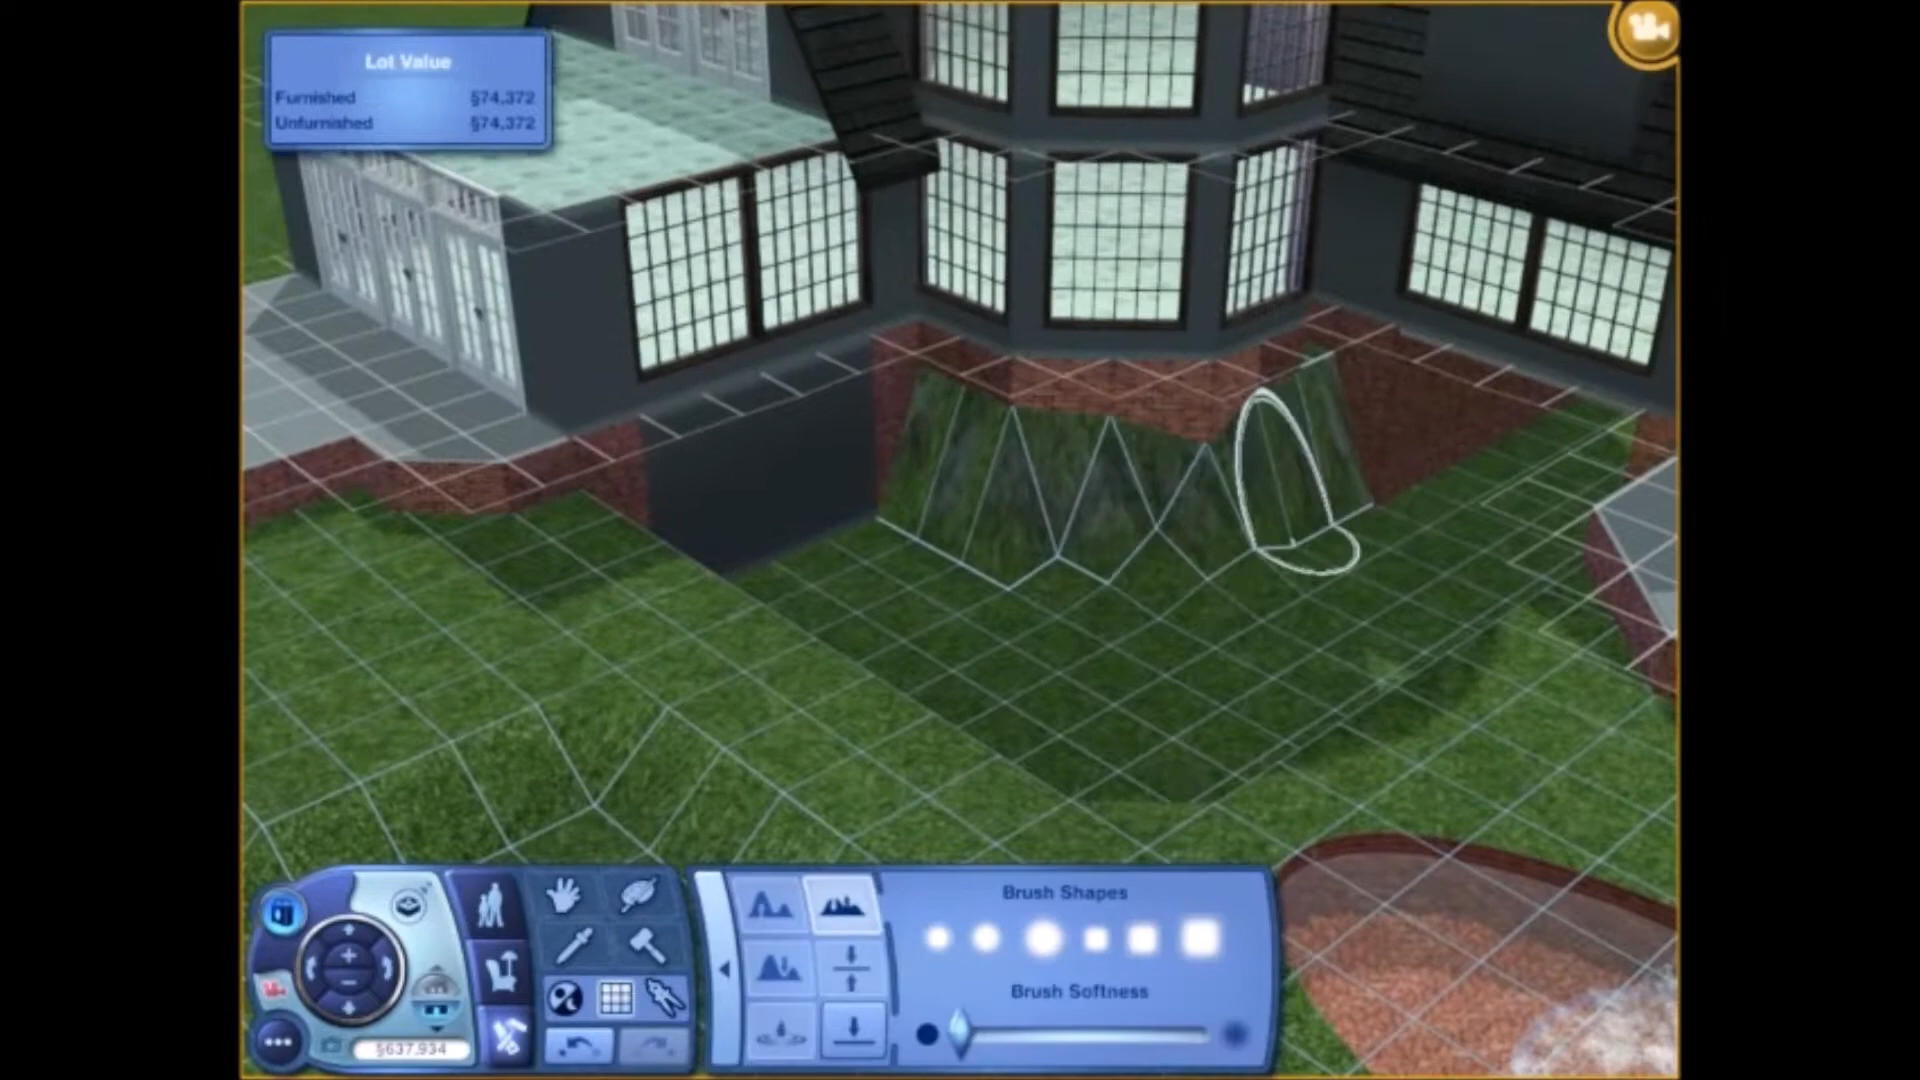 Lot Value
Furnished §74,372
Unfurnished §74,372
Brush Shapes
Brush Softness
§637,934